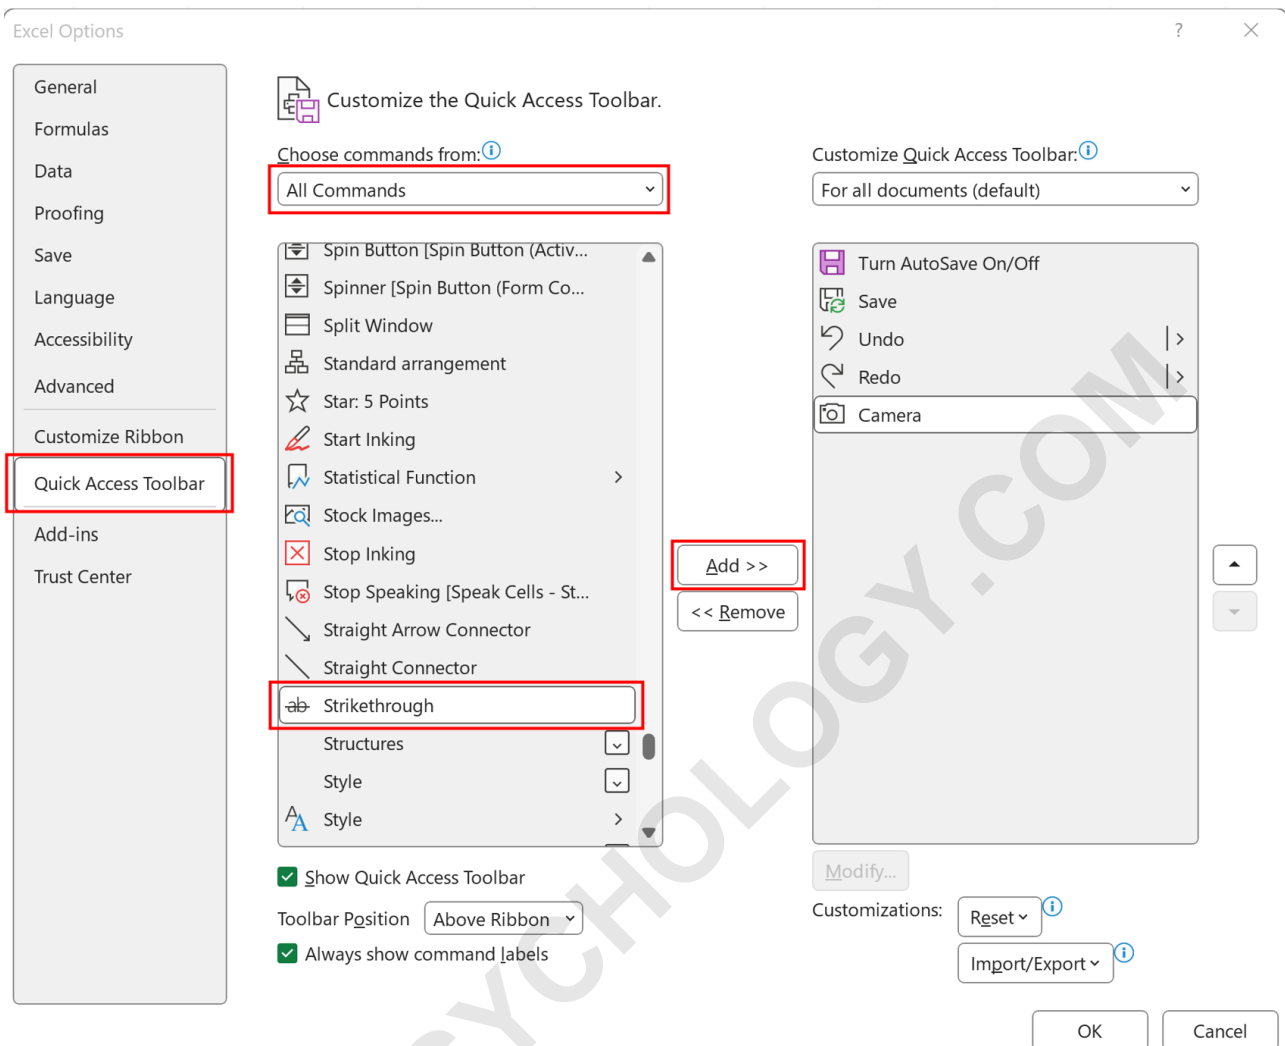 Excel Options
?
General
Formulas
Data
Proofing
Save
Language
Accessibility
Advanced
Customize Ribbon
Quick Access Toolbar
Add-ins
Trust Center
Customize the Quick Access Toolbar.
Choose commands from:
All Commands
Spin Button [Spin Button (Activ...
Spinner [Spin Button (Form Co...
Split Window
Standard arrangement
Star: 5 Points
Start Inking
Statistical Function
Stock Images...
Stop Inking
Stop Speaking [Speak Cells - St...
Straight Arrow Connector
Straight Connector
ab Strikethrough
Structures
Style
Style
Show Quick Access Toolbar
Toolbar Position Above Ribbon
Always show command labels
Add >>
<< Remove
Customize Quick Access Toolbar:
For all documents (default)
Turn AutoSave On/Off
Save
Undo
Redo
Camera
Modify...
Customizations: Reset
Import/Export
OK Cancel
YCHOLOGY.COM